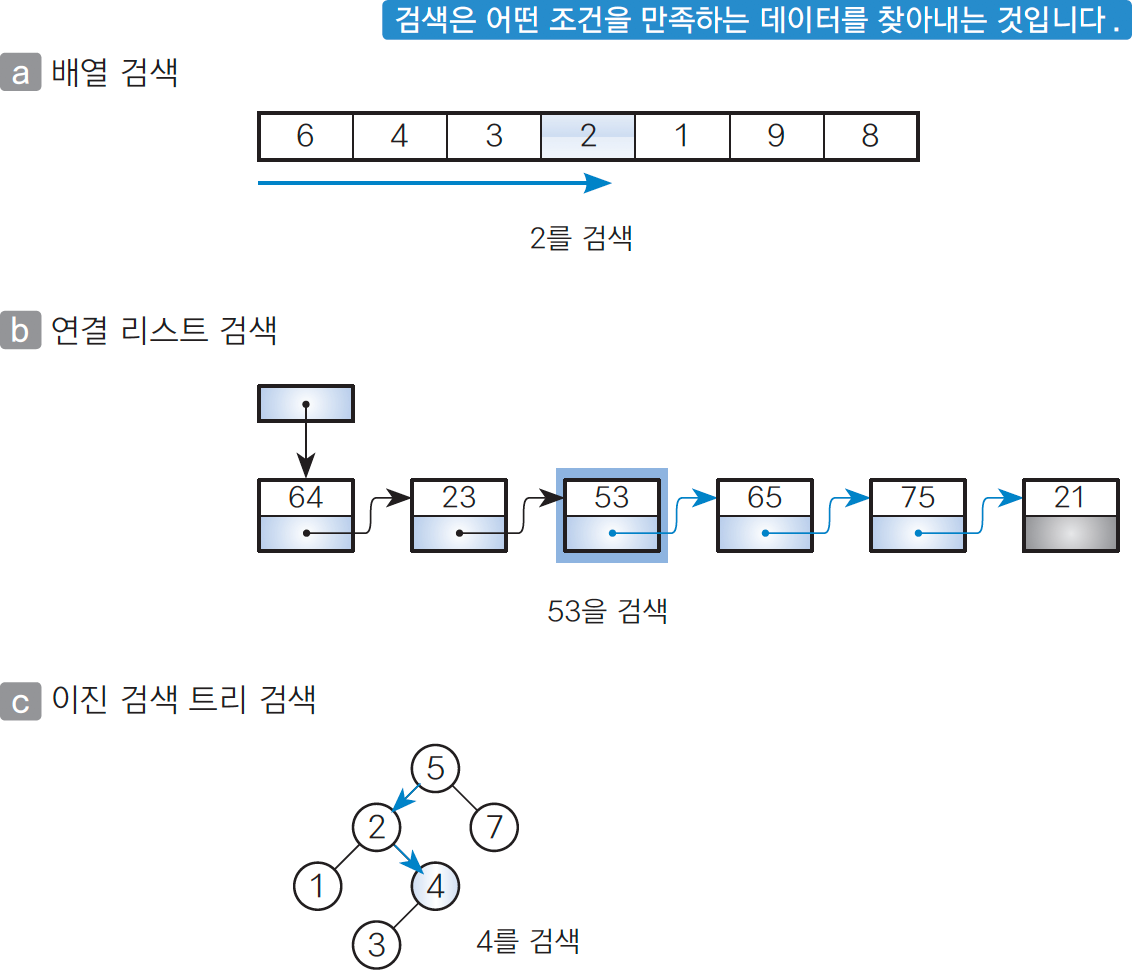 검색은 어떤 조건을 만족하는 데이터를 찾아내는 것입니다.
a 배열 검색
6 4 3 2 1 9 8
2를 검색
b 연결 리스트 검색
64 23 53 65 75 21
53을 검색
c 이진 검색 트리 검색
5
2 7
1 4
3
4를 검색